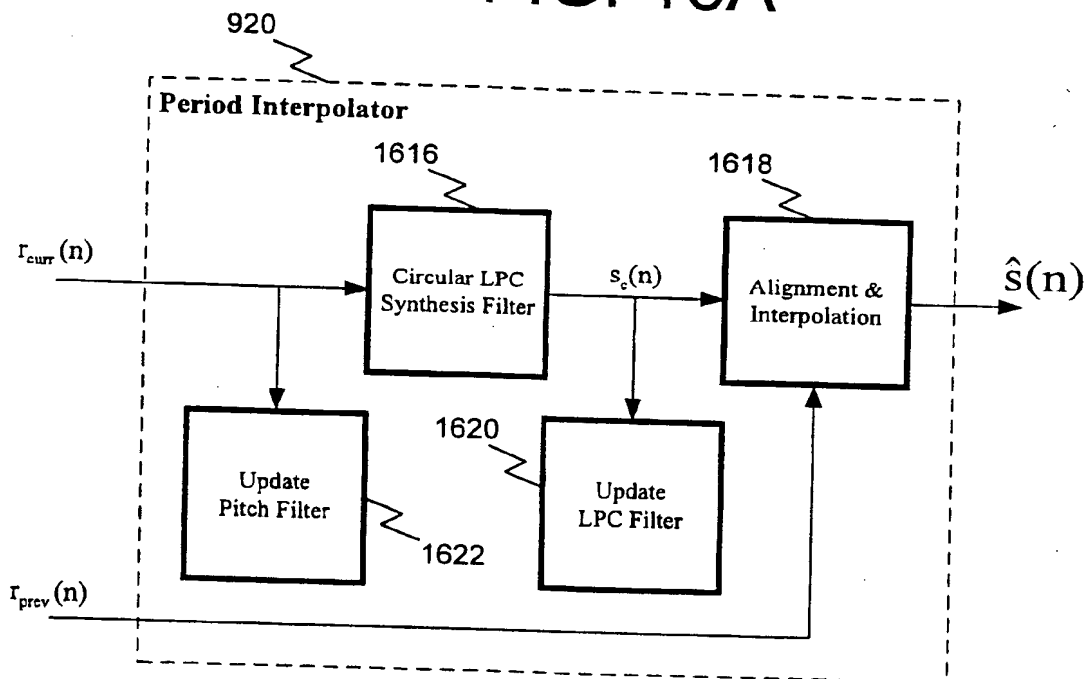 920
Period Interpolator
1616
1618
r_curr(n)
Circular LPC
Synthesis Filter
s_c(n)
Alignment &
Interpolation
ŝ(n)
1620
Update
Pitch Filter
Update
LPC Filter
1622
r_prev(n)